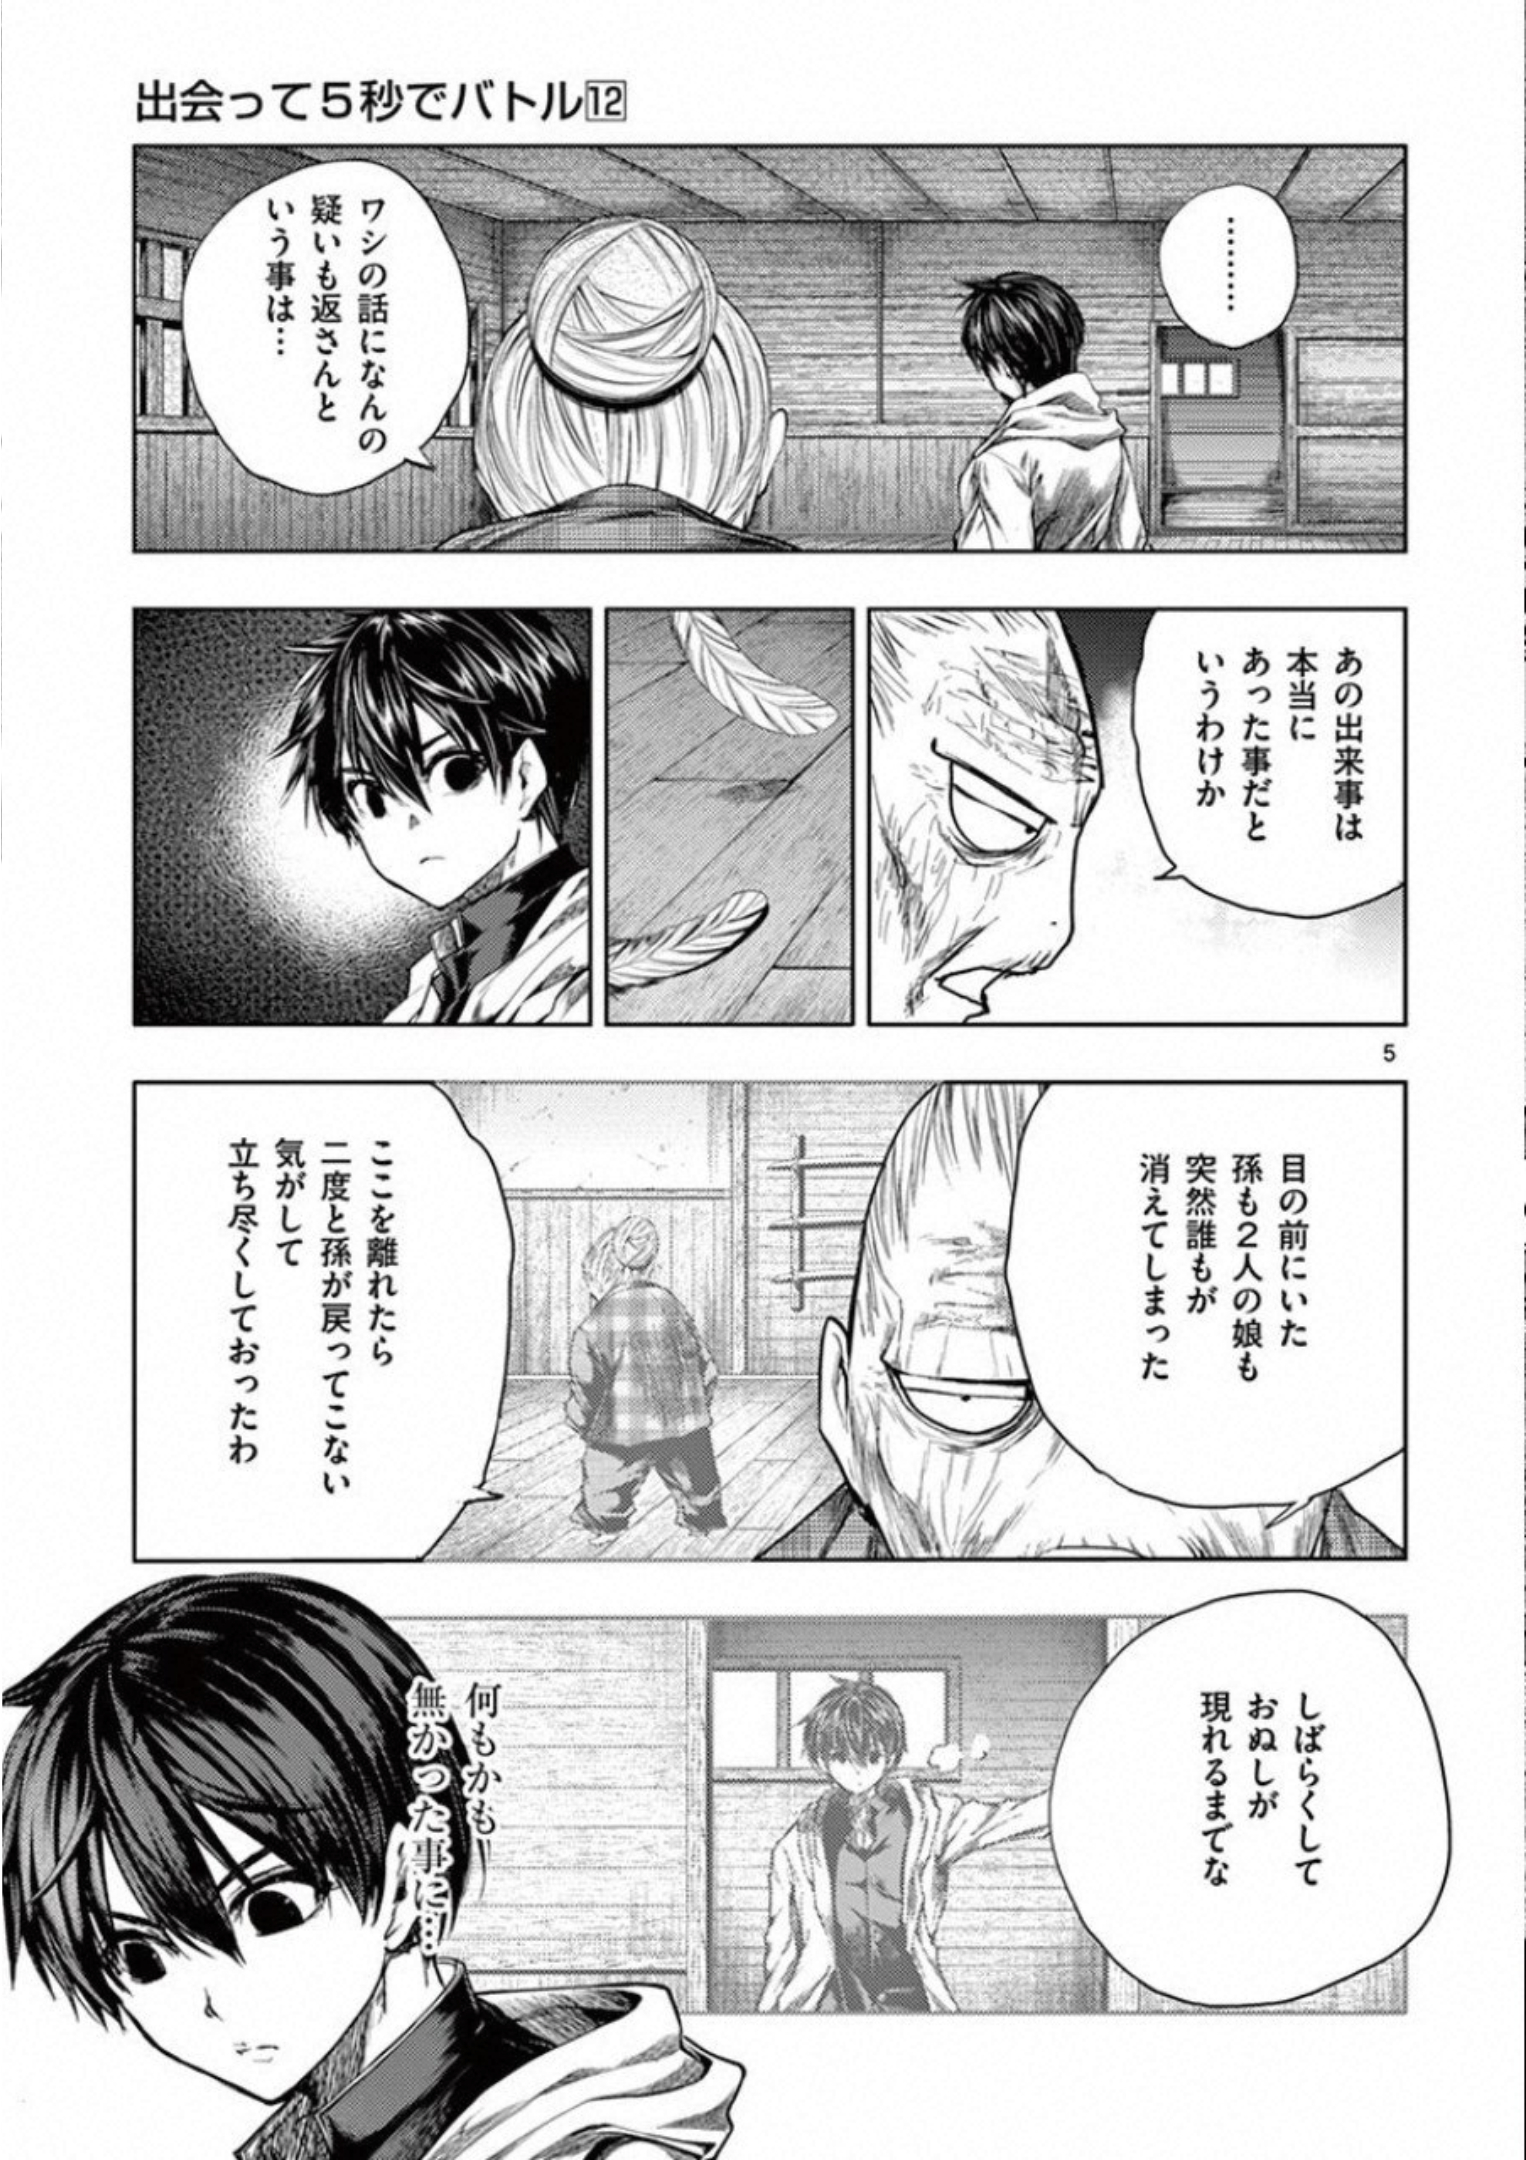 出会って5秒でバトル12
………
ワシの話になんの
疑いも返さんと
いう事は…
あの出来事は
本当に
あった事だと
いうわけか
5
目の前にいた
孫も2人の娘も
突然誰もが
消えてしまった
ここを離れたら
二度と孫が戻ってこない
気がして
立ち尽くしておったわ
しばらくして
おぬしが
現れるまでな
何もかも
無かった事に…